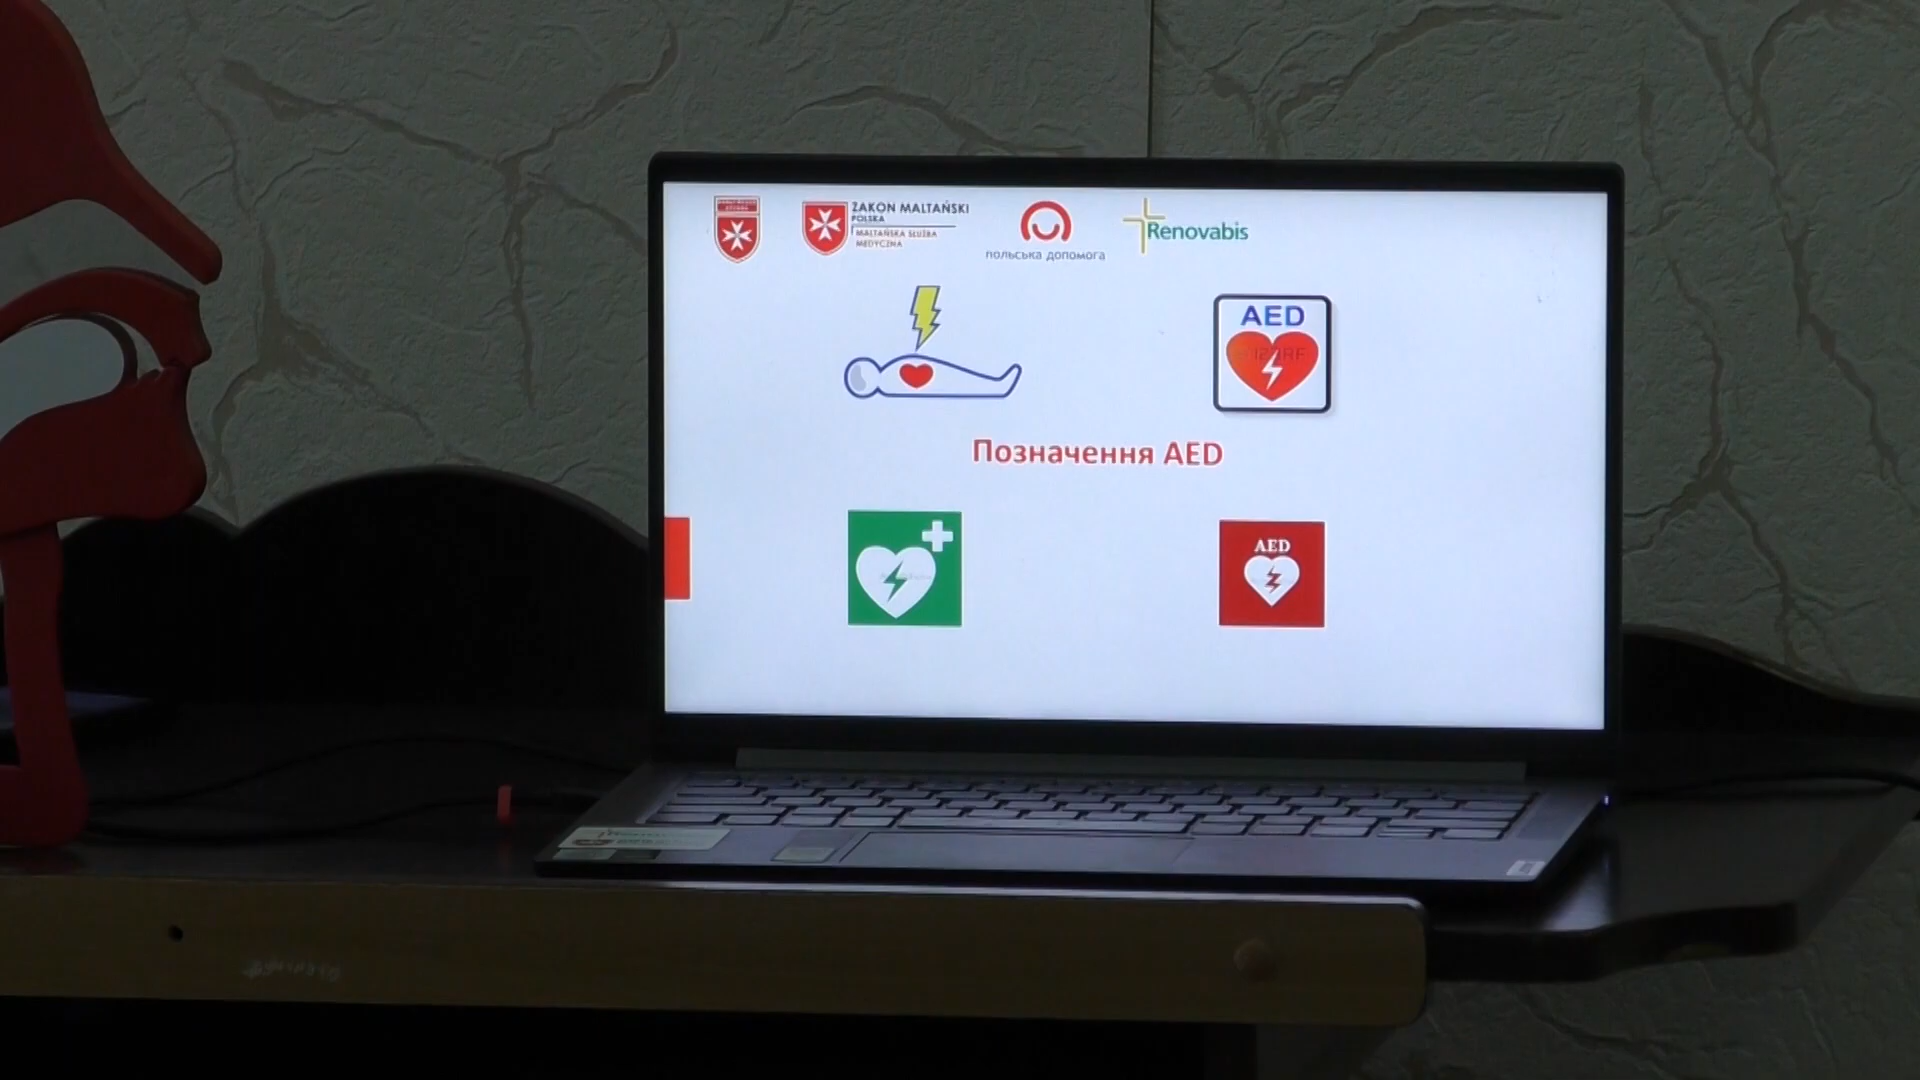 ZAKON MALTAŃSKI
POLSKA
MALTAŃSKA SŁUŻBA
MEDYCZNA
польська допомога
Renovabis
AED
Позначення AED
AED